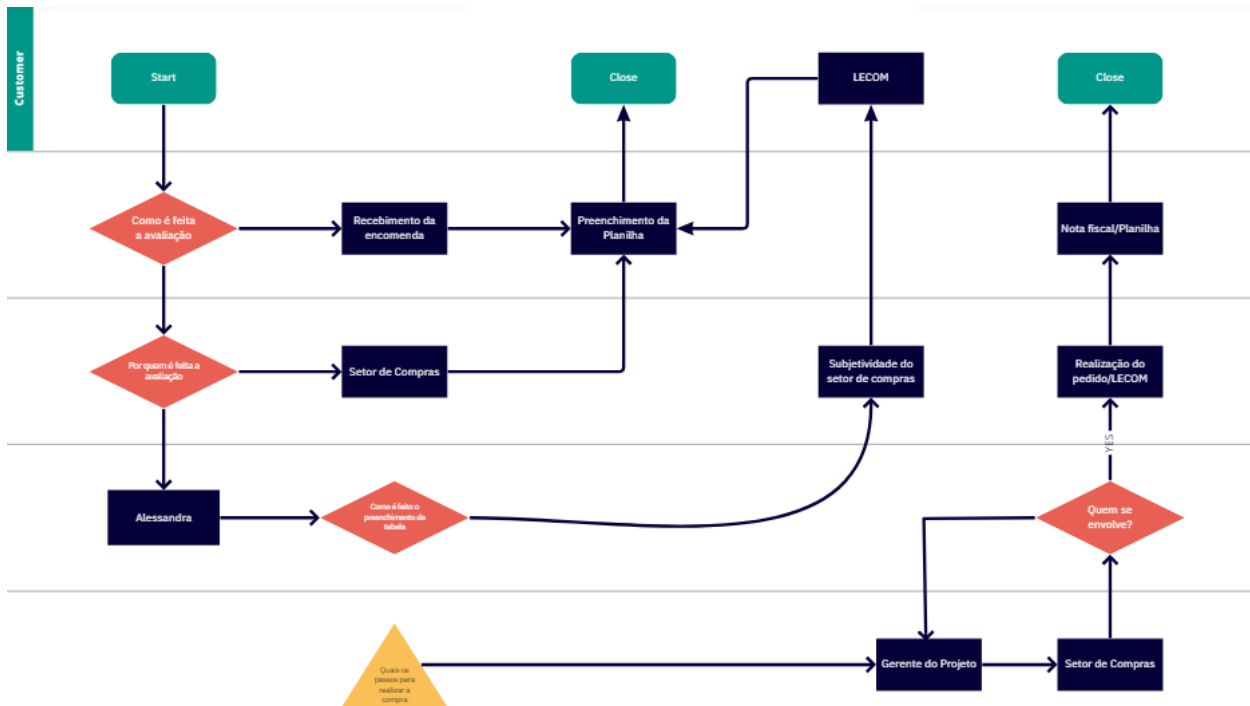 Customer
Start
Close
LECOM
Close
Como é feita
a avaliação
Recebimento da
encomenda
Preenchimento da
Planilha
Nota fiscal/Planilha
Por quem é feita a
avaliação
Setor de Compras
Subjetividade do
setor de compras
Realização do
pedido/LECOM
YES
Alessandra
Como é feito o
preenchimento da
tabela
Quem se
envolve?
Quais os
passos para
realizar a
compra
Gerente do Projeto
Setor de Compras